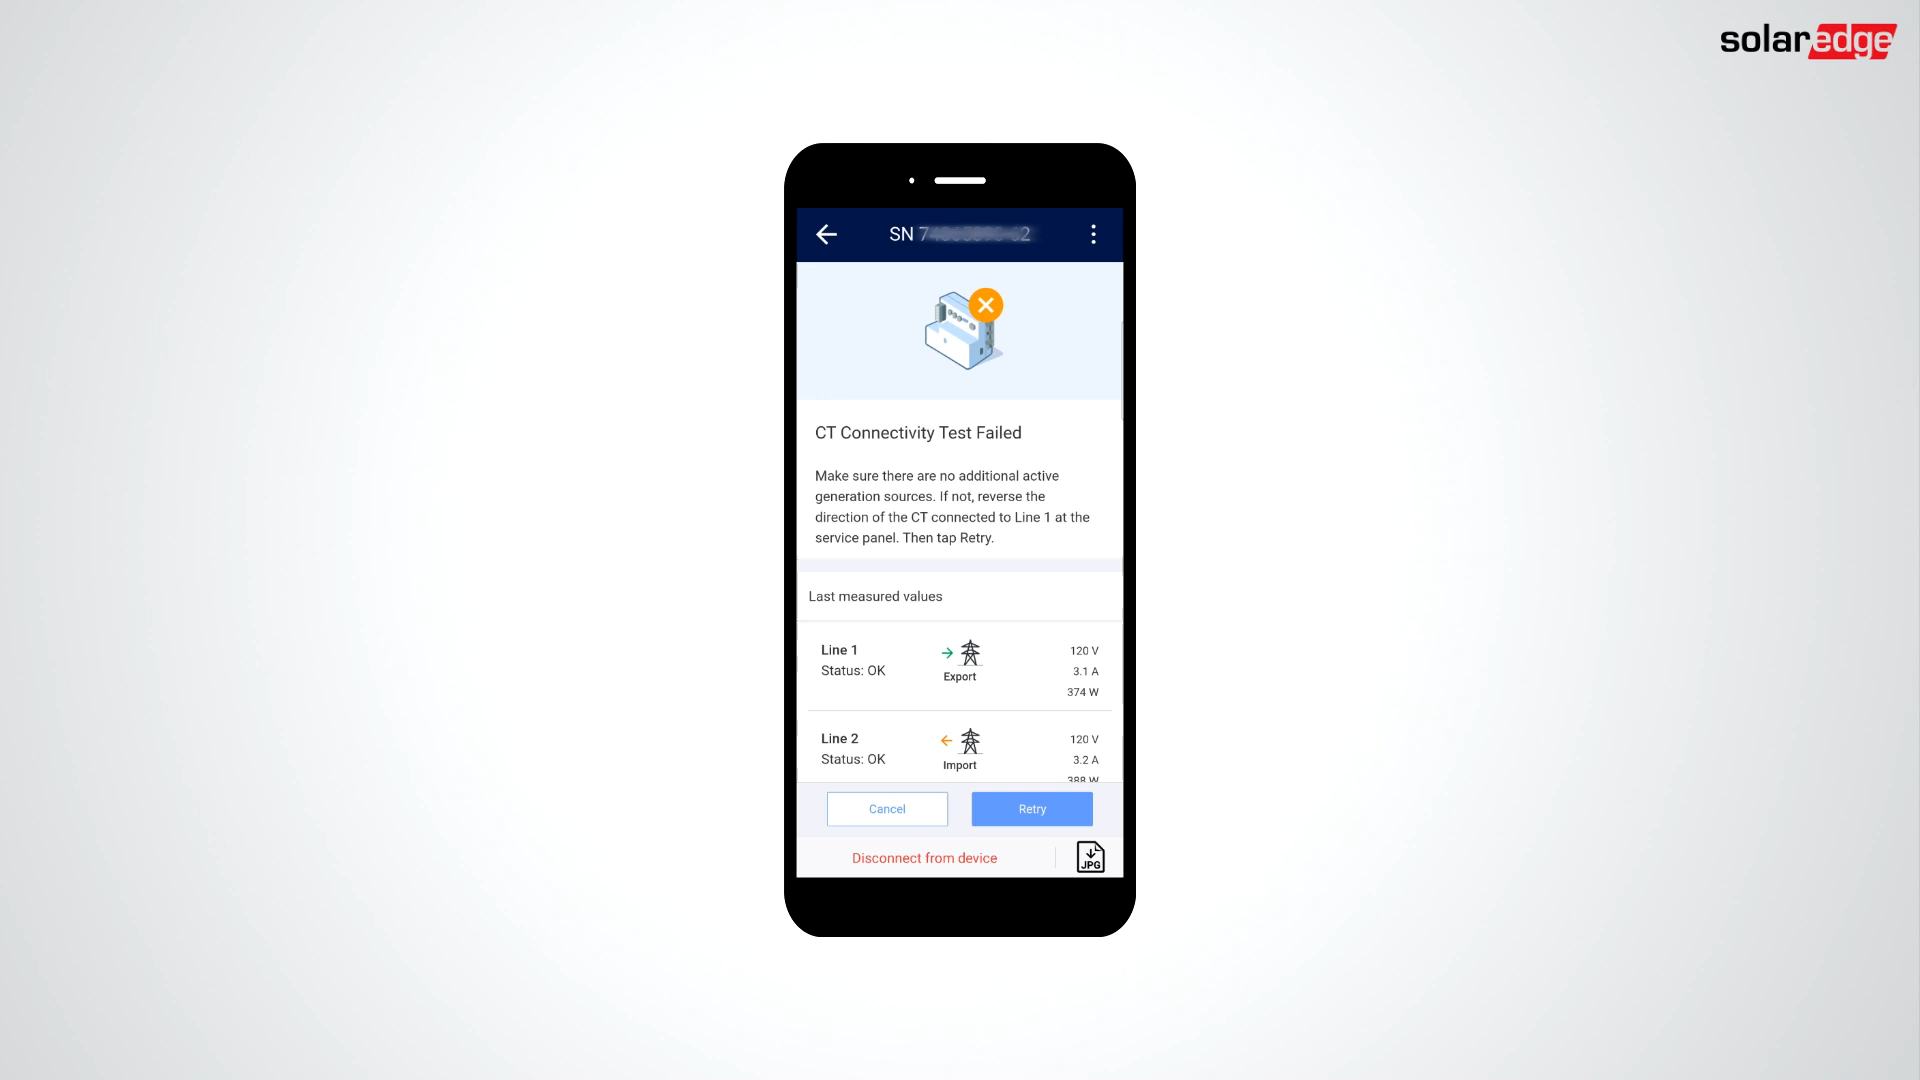 solaredge
SN
CT Connectivity Test Failed
Make sure there are no additional active
generation sources. If not, reverse the
direction of the CT connected to Line 1 at the
service panel. Then tap Retry.
Last measured values
Line 1
Status: OK
Export
120 V
3.1 A
374 W
Line 2
Status: OK
Import
120 V
3.2 A
388 W
Cancel
Retry
Disconnect from device
JPG